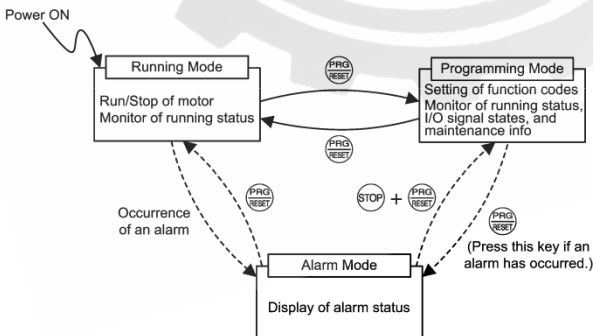 Power ON
Running Mode
Run/Stop of motor
Monitor of running status
PRG
RESET
PRG
RESET
Programming Mode
Setting of function codes
Monitor of running status,
I/O signal states, and
maintenance info
Occurrence
of an alarm
PRG
RESET
STOP + PRG
RESET
PRG
RESET
(Press this key if an
alarm has occurred.)
Alarm Mode
Display of alarm status